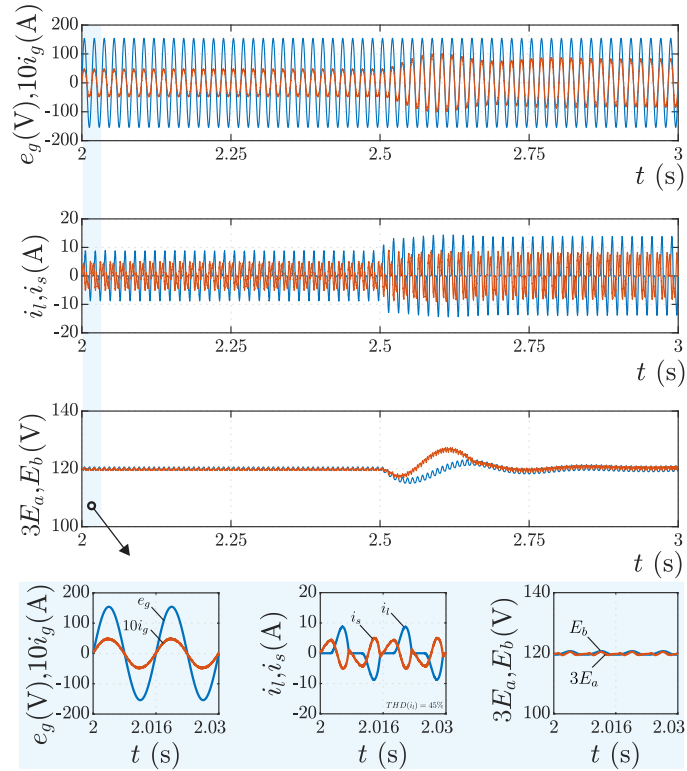 e_g(V),10i_g(A)
200
100
0
-100
200
2
2.25
2.5
2.75
3
t (s)
i_l,i_s(A)
20
10
0
-10
-20
2
2.25
2.5
2.75
3
t (s)
3E_a,E_b(V)
140
120
100
2
2.25
2.5
2.75
3
t (s)
e_g(V),10i_g(A)
200
100
0
-100
-200
e_g
10i_g
2
2.016
2.03
t (s)
i_l,i_s(A)
20
10
0
-10
-20
i_s
i_l
THD(i_l) = 45%
2
2.016
2.03
t (s)
3E_a,E_b(V)
140
120
100
E_b
3E_a
2
2.016
2.03
t (s)